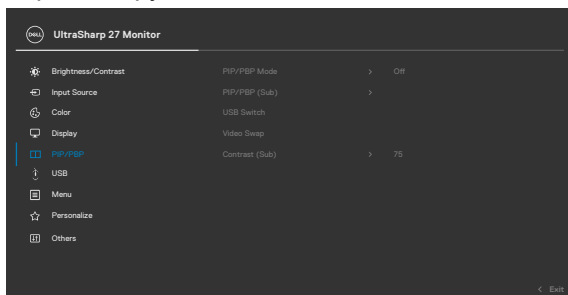 DELL UltraSharp 27 Monitor
Brightness/Contrast PIP/PBP Mode > Off
Input Source PIP/PBP (Sub) >
Color USB Switch
Display Video Swap
PIP/PBP Contrast (Sub) > 75
USB
Menu
Personalize
Others
< Exit